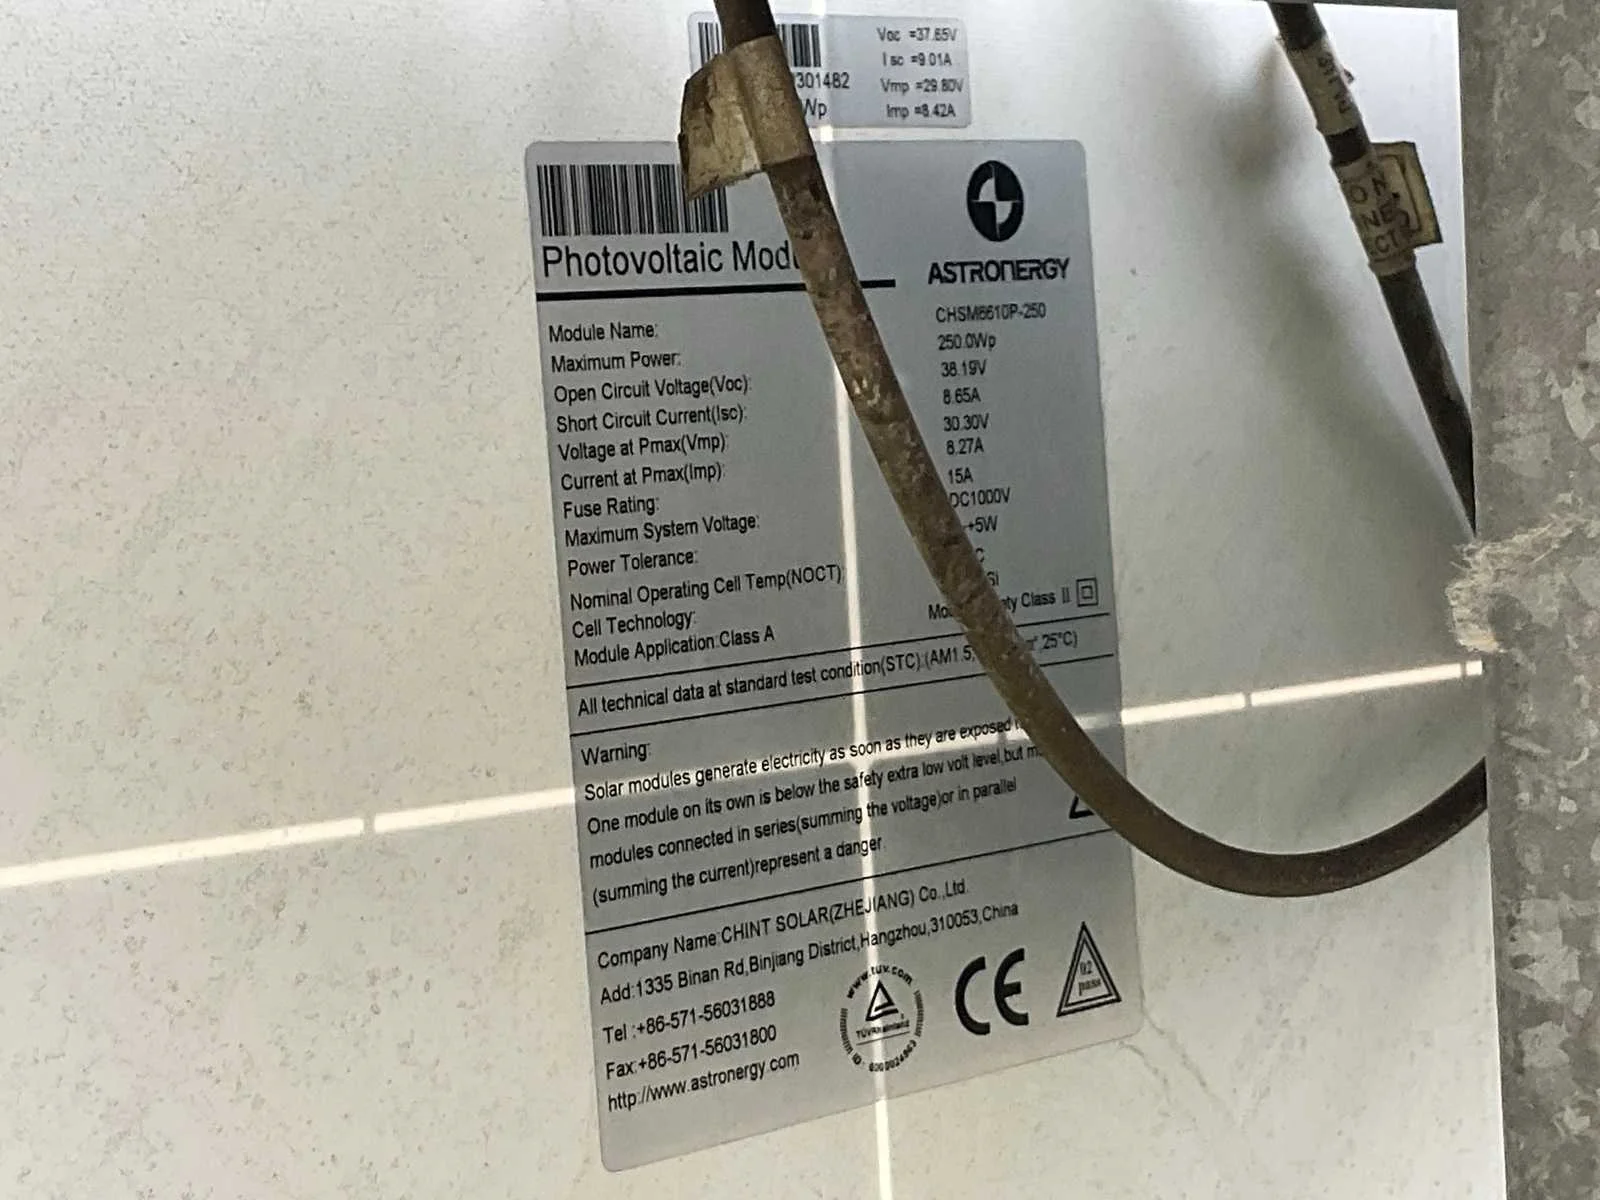 Voc =37.65V
Isc =9.01A
301482 Vmp =29.80V
Wp Imp =8.42A
Photovoltaic
ASTRONERGY
Module Name: CHSM6610P-250
Maximum Power: 250.0Wp
Open Circuit Voltage(Voc): 38.19V
Short Circuit Current(Isc): 8.65A
Voltage at Pmax(Vmp): 30.30V
Current at Pmax(Imp): 8.27A
Fuse Rating: 15A
Maximum System Voltage: DC1000V
Power Tolerance: +5W
Nominal Operating Cell Temp(NOCT):
Cell Technology:
Module Application:Class A Class II
All technical data at standard test condition(STC):(AM1.5, 25°C)
Warning:
Solar modules generate electricity as soon as they are exposed
One module on its own is below the safety extra low volt level,but
modules connected in series(summing the voltage)or in parallel
(summing the current)represent a danger.
Company Name:CHINT SOLAR(ZHEJIANG) Co.,Ltd.
Add:1335 Binan Rd,Binjiang District,Hangzhou,310053,China
Tel :+86-571-56031888
Fax:+86-571-56031800
http://www.astronergy.com
www.tuv.com
TÜVRheinland
CE
02
pass